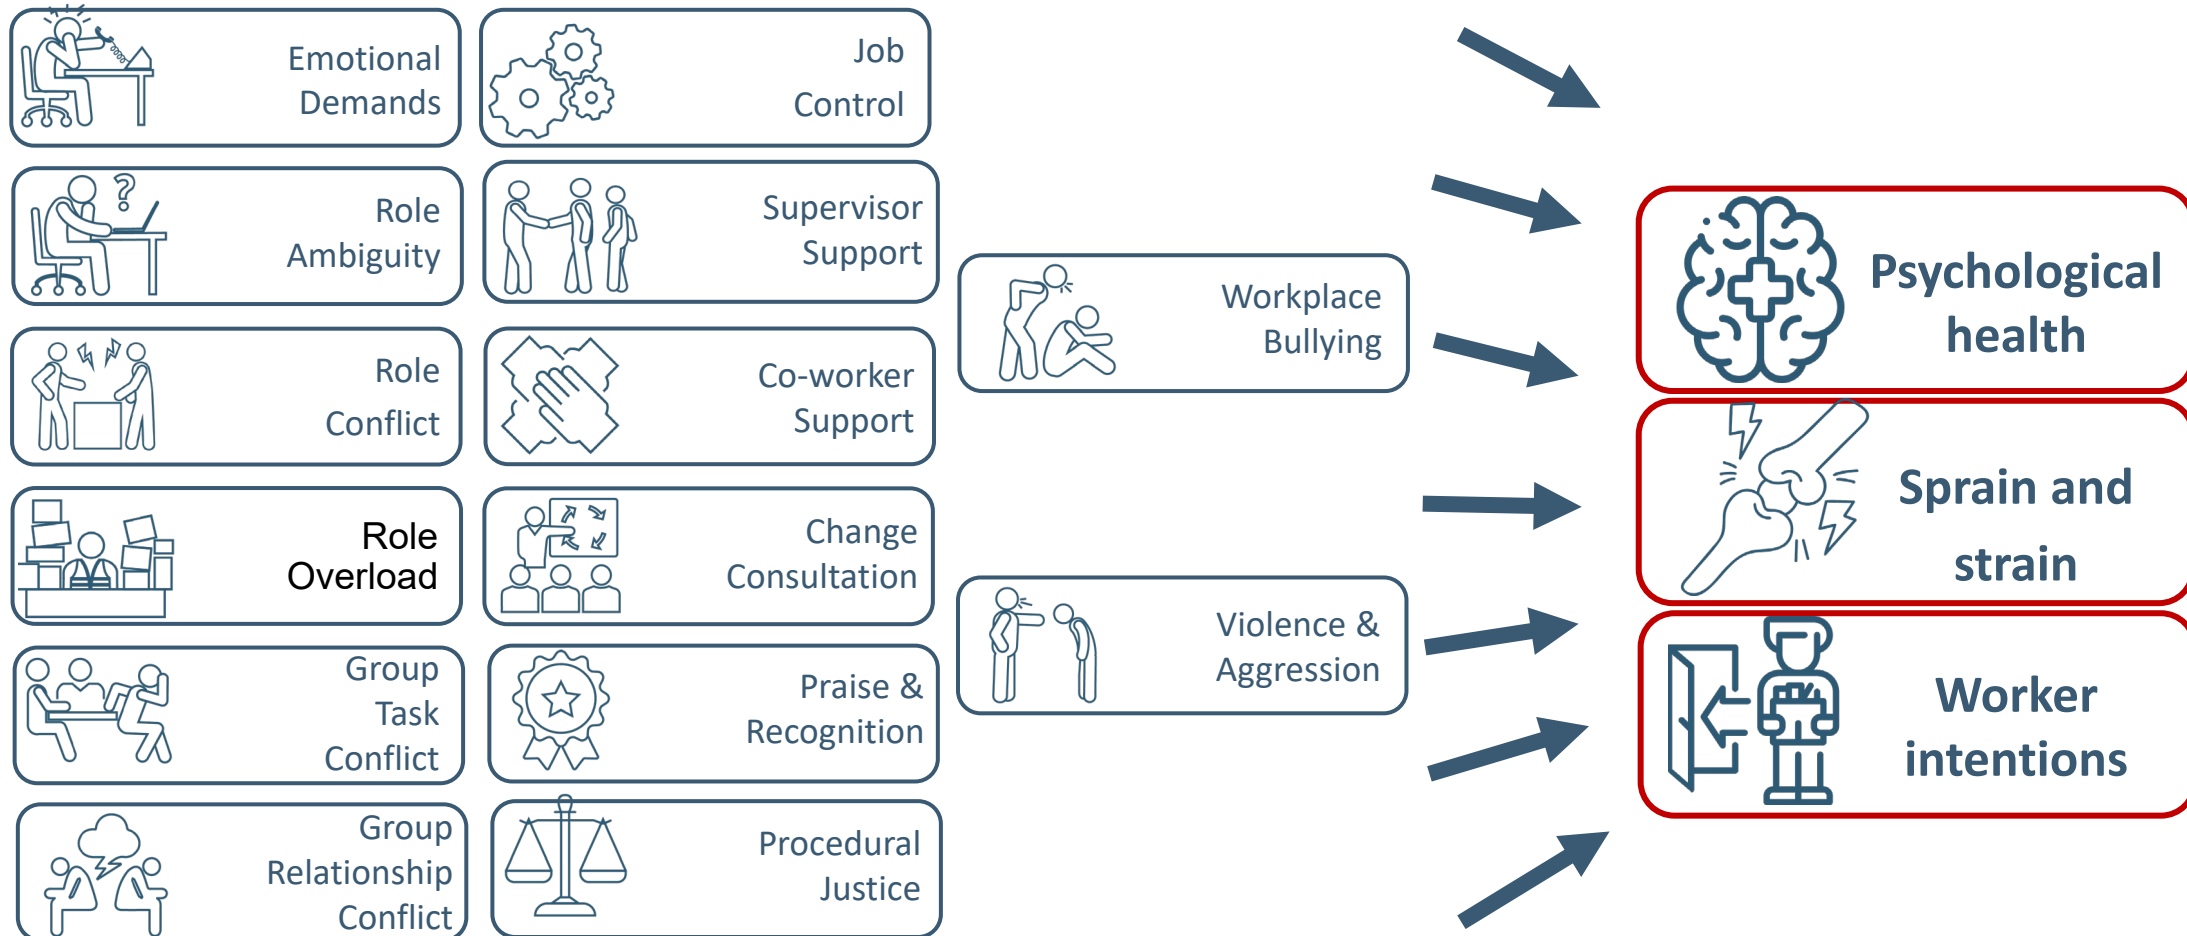 Emotional
Demands
Role
Ambiguity
Role
Conflict
Role
Overload
Group
Task
Conflict
Group
Relationship
Conflict
Job
Control
Supervisor
Support
Co-worker
Support
Change
Consultation
Praise &
Recognition
Procedural
Justice
Workplace
Bullying
Violence &
Aggression
Psychological
health
Sprain and
strain
Worker
intentions